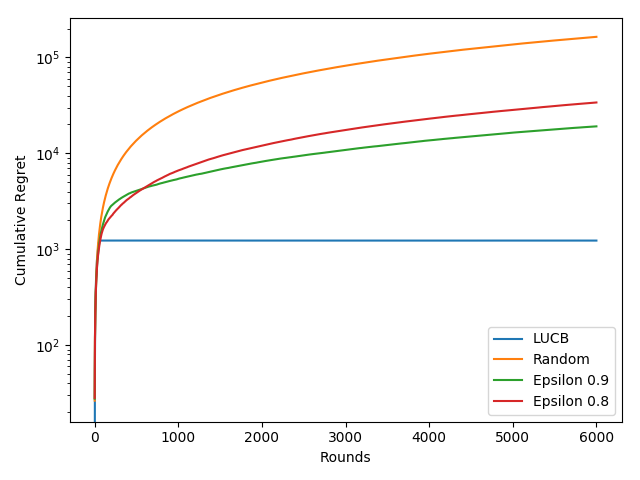 Cumulative Regret
10^5
10^4
10^3
10^2
0 1000 2000 3000 4000 5000 6000
Rounds
LUCB
Random
Epsilon 0.9
Epsilon 0.8